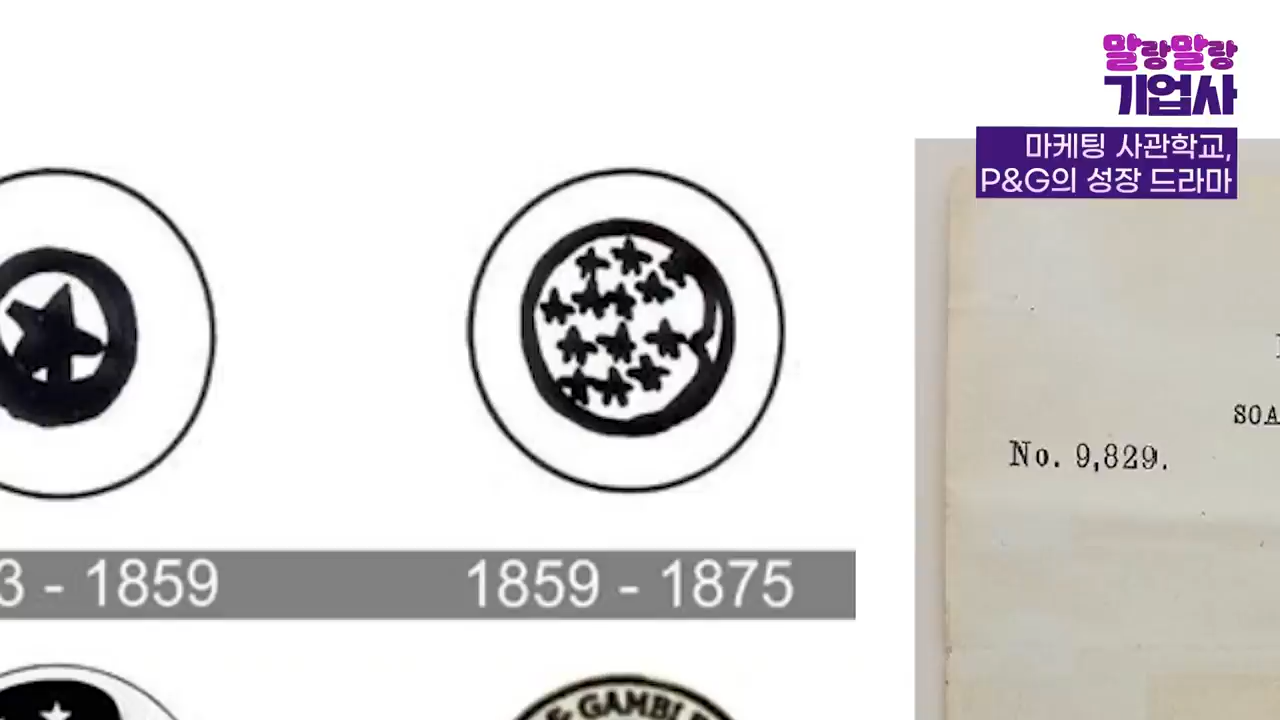 말랑말랑
기업사
마케팅 사관학교,
P&G의 성장 드라마
SOA
No. 9,829.
3 - 1859
1859 - 1875
& GAMBLE